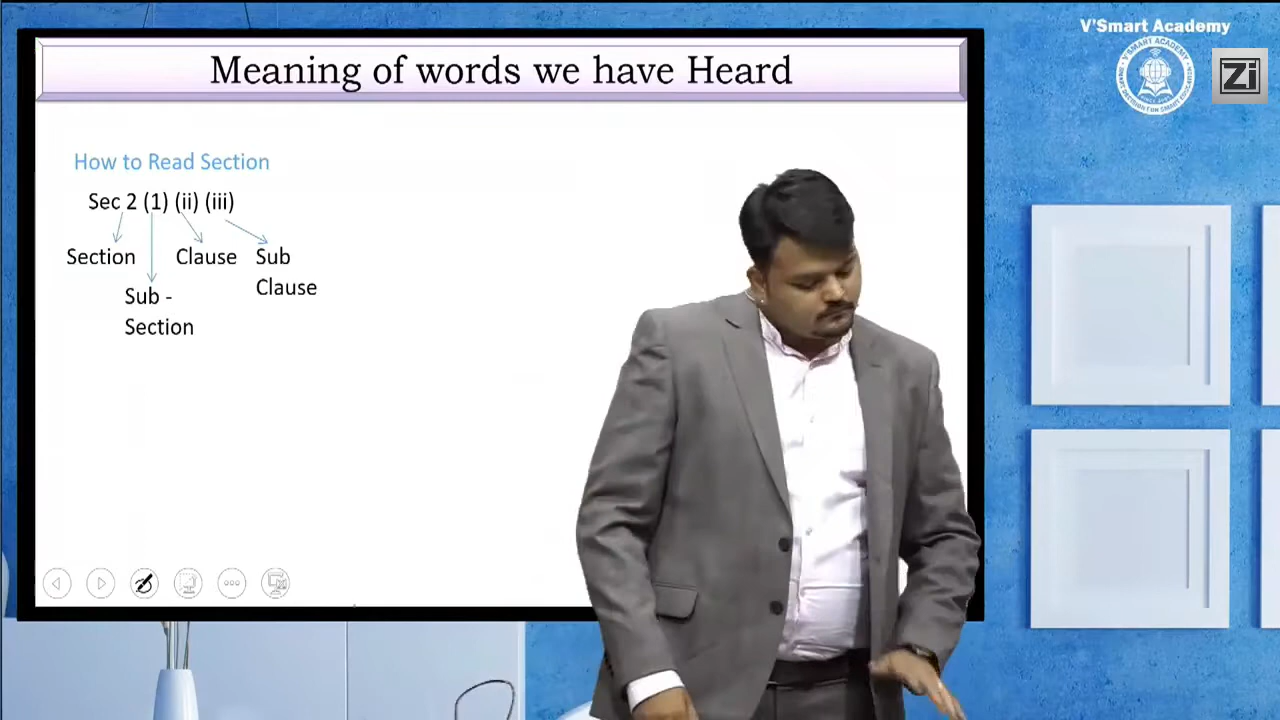 V'Smart Academy
Zi
Meaning of words we have Heard
How to Read Section
Sec 2 (1) (ii) (iii)
Section
Clause
Sub
Clause
Sub -
Section